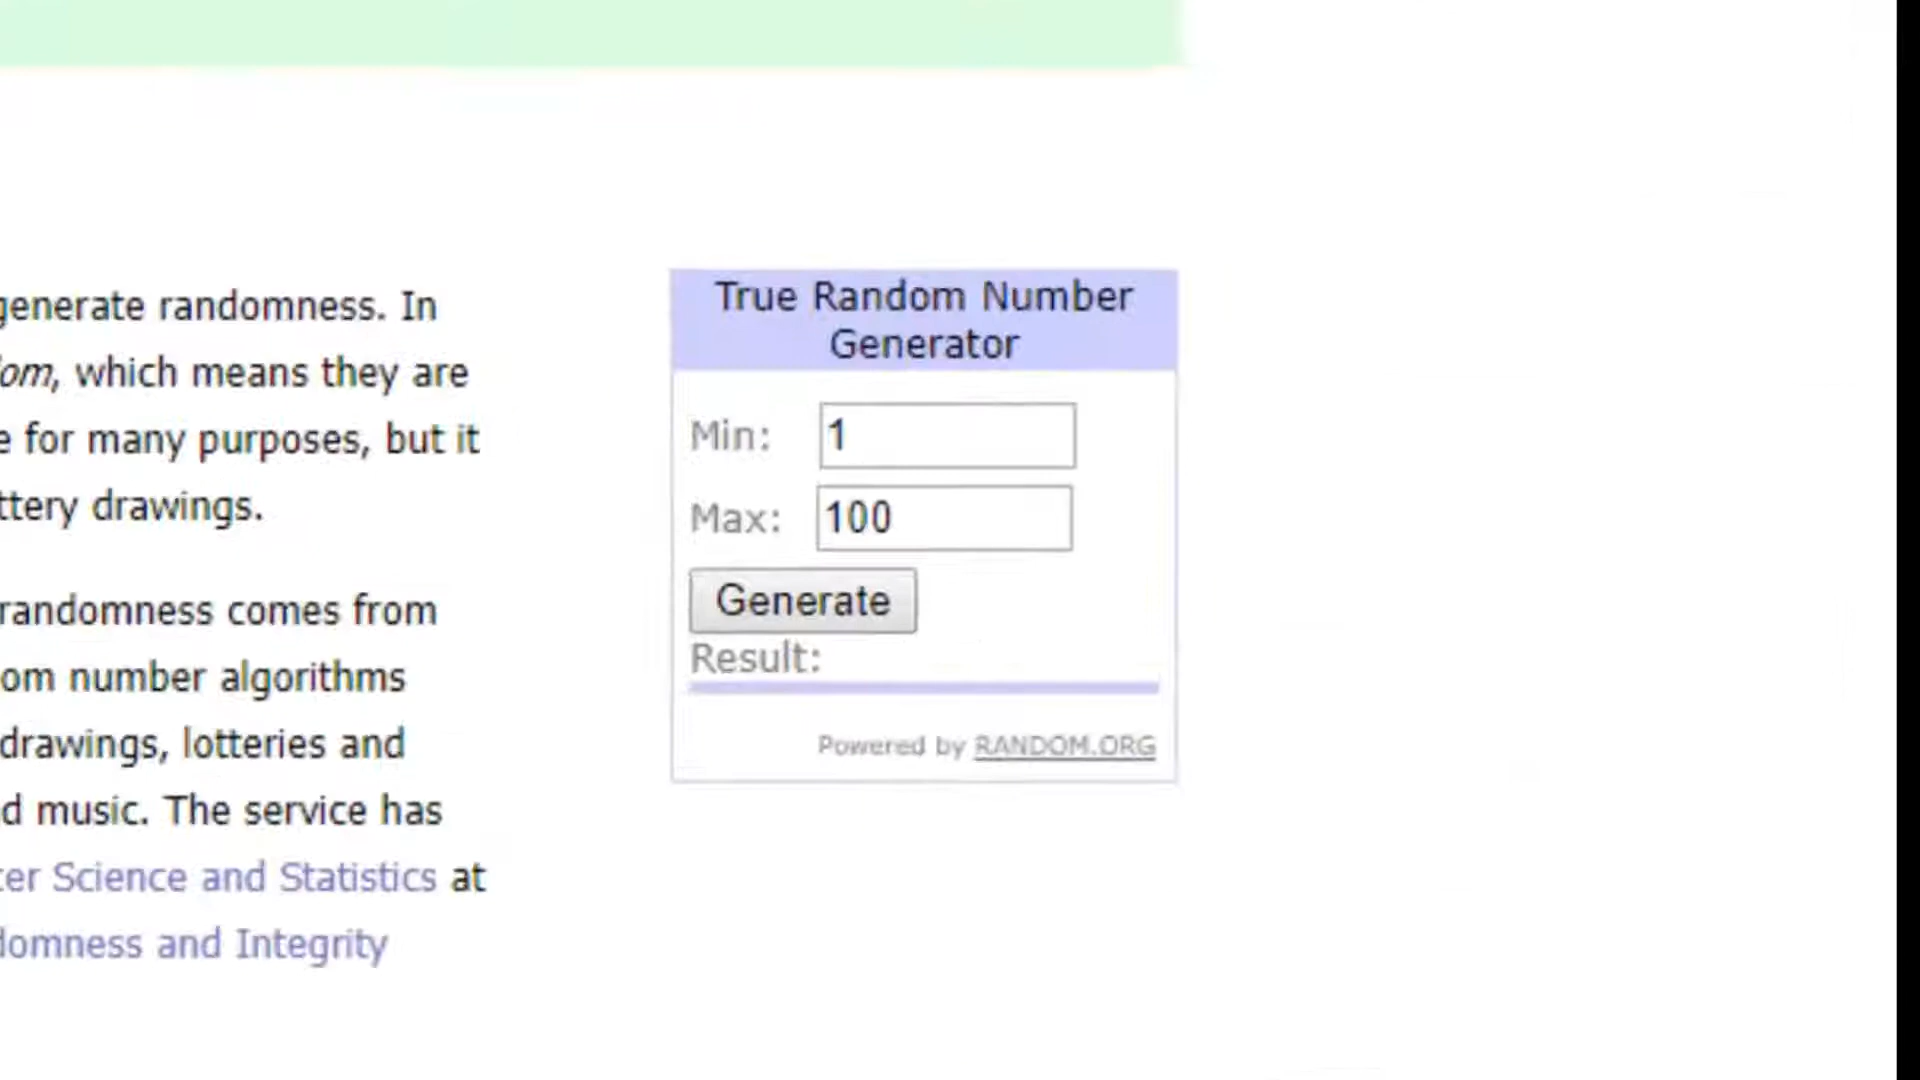 generate randomness. In
om, which means they are
e for many purposes, but it
ttery drawings.
randomness comes from
om number algorithms
drawings, lotteries and
d music. The service has
ter Science and Statistics at
domness and Integrity
True Random Number
Generator
Min: 1
Max: 100
Generate
Result:
Powered by RANDOM.ORG